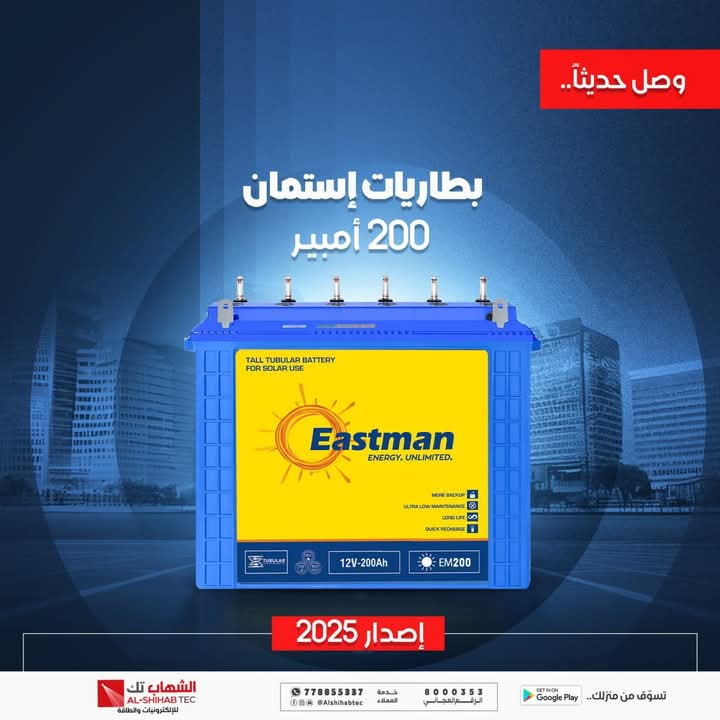 وصل حديثاً..
بطاريات إستمان
200 أمبير
TALL TUBULAR BATTERY
FOR SOLAR USE
Eastman
ENERGY. UNLIMITED.
MORE BACKUP
ULTRA LOW MAINTENANCE
LONG LIFE
QUICK RECHARGE
TUBULAR
12V-200Ah
EM200
إصدار 2025
الشهاب تك
AL-SHIHAB TEC
للإلكترونيات والطاقة
778855337
@Alshihabtec
خدمة
العملاء
8000353
الرقم المجاني
GET IN ON
Google Play
تسوّق من منزلك..